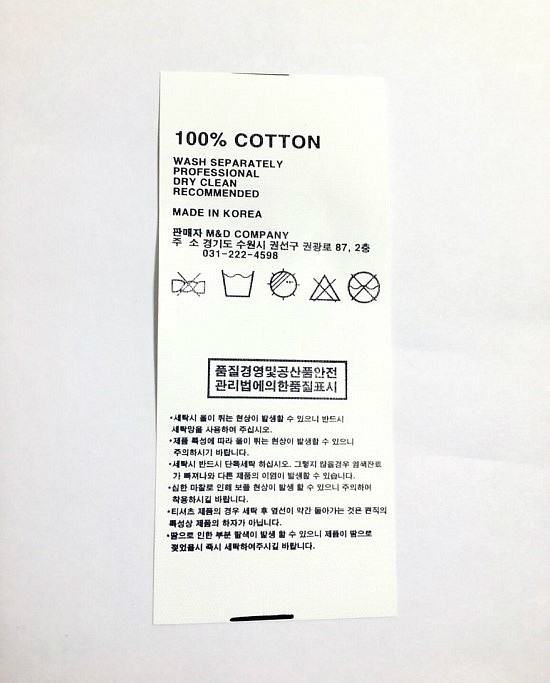 100% COTTON
WASH SEPARATELY
PROFESSIONAL
DRY CLEAN
RECOMMENDED
MADE IN KOREA
판매자 M&D COMPANY
주 소 경기도 수원시 권선구 권광로 87, 2층
031-222-4598
품질경영및공산품안전
관리법에의한품질표시
•세탁시 올이 튀는 현상이 발생할 수 있으니 반드시
세탁망을 사용하여 주십시오.
•제품 특성에 따라 올이 튀는 현상이 발생할 수 있으니
주의하시기 바랍니다.
•세탁시 반드시 단독세탁 하십시오. 그렇지 않을경우 염색잔료
가 빠져나와 다른 제품의 이염이 발생할 수 있습니다.
•심한 마찰로 인해 보풀 현상이 발생 할 수 있으니 주의하여
착용하시길 바랍니다.
•티셔츠 제품의 경우 세탁 후 옆선이 약간 돌아가는 것은 편직의
특성상 제품의 하자가 아닙니다.
•땀으로 인한 부분 탈색이 발생 할 수 있으니 제품이 땀으로
젖었을시 즉시 세탁하여주시길 바랍니다.